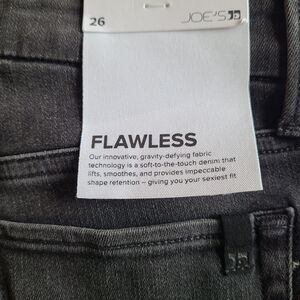 26 JOE'S
FLAWLESS
Our innovative, gravity-defying fabric
technology is a soft-to-the-touch denim that
lifts, smoothes, and provides impeccable
shape retention – giving you your sexiest fit